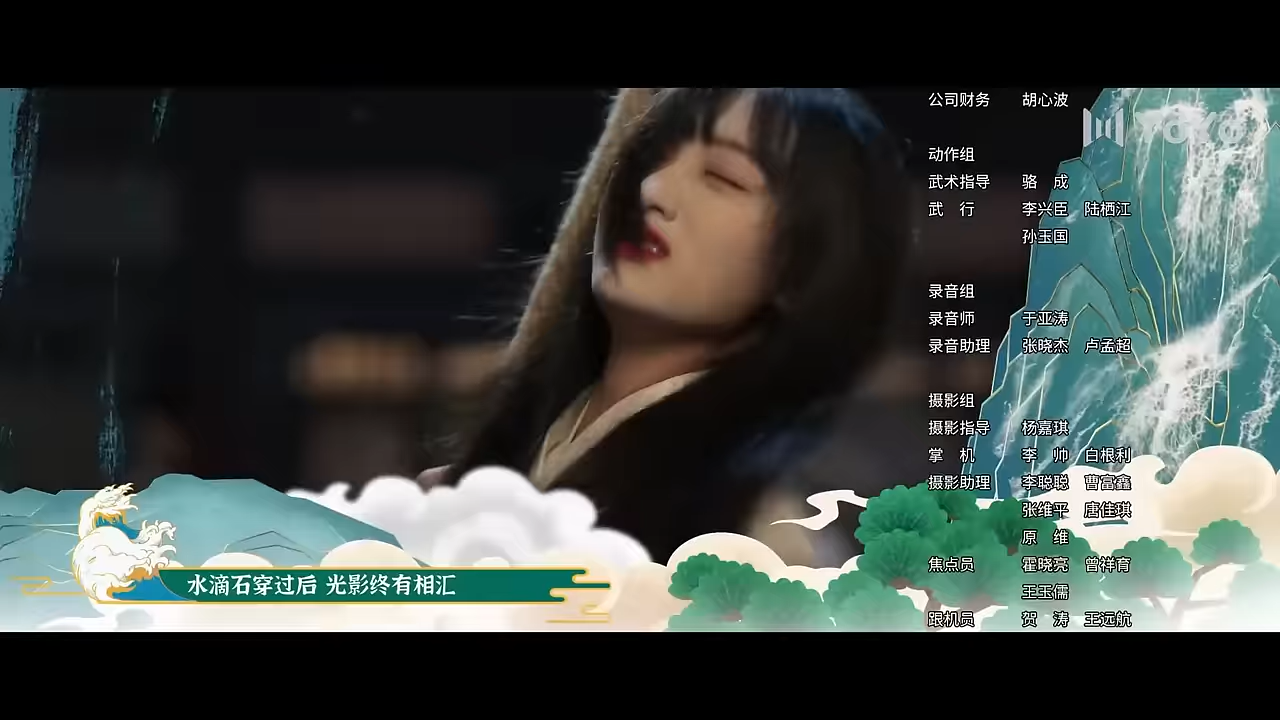 公司财务 胡心波
YOYO
动作组
武术指导 骆 成
武 行 李兴臣 陆栖江
孙玉国
录音组
录音师 于亚涛
录音助理 张晓杰 卢孟超
摄影组
摄影指导 杨嘉琪
掌 机 李 帅 白根利
摄影助理 李聪聪 曹富鑫
张维平 唐佳琪
原 维
焦点员 霍晓亮 曾祥育
王玉儒
跟机员 贺 涛 王远航
水滴石穿过后 光影终有相汇